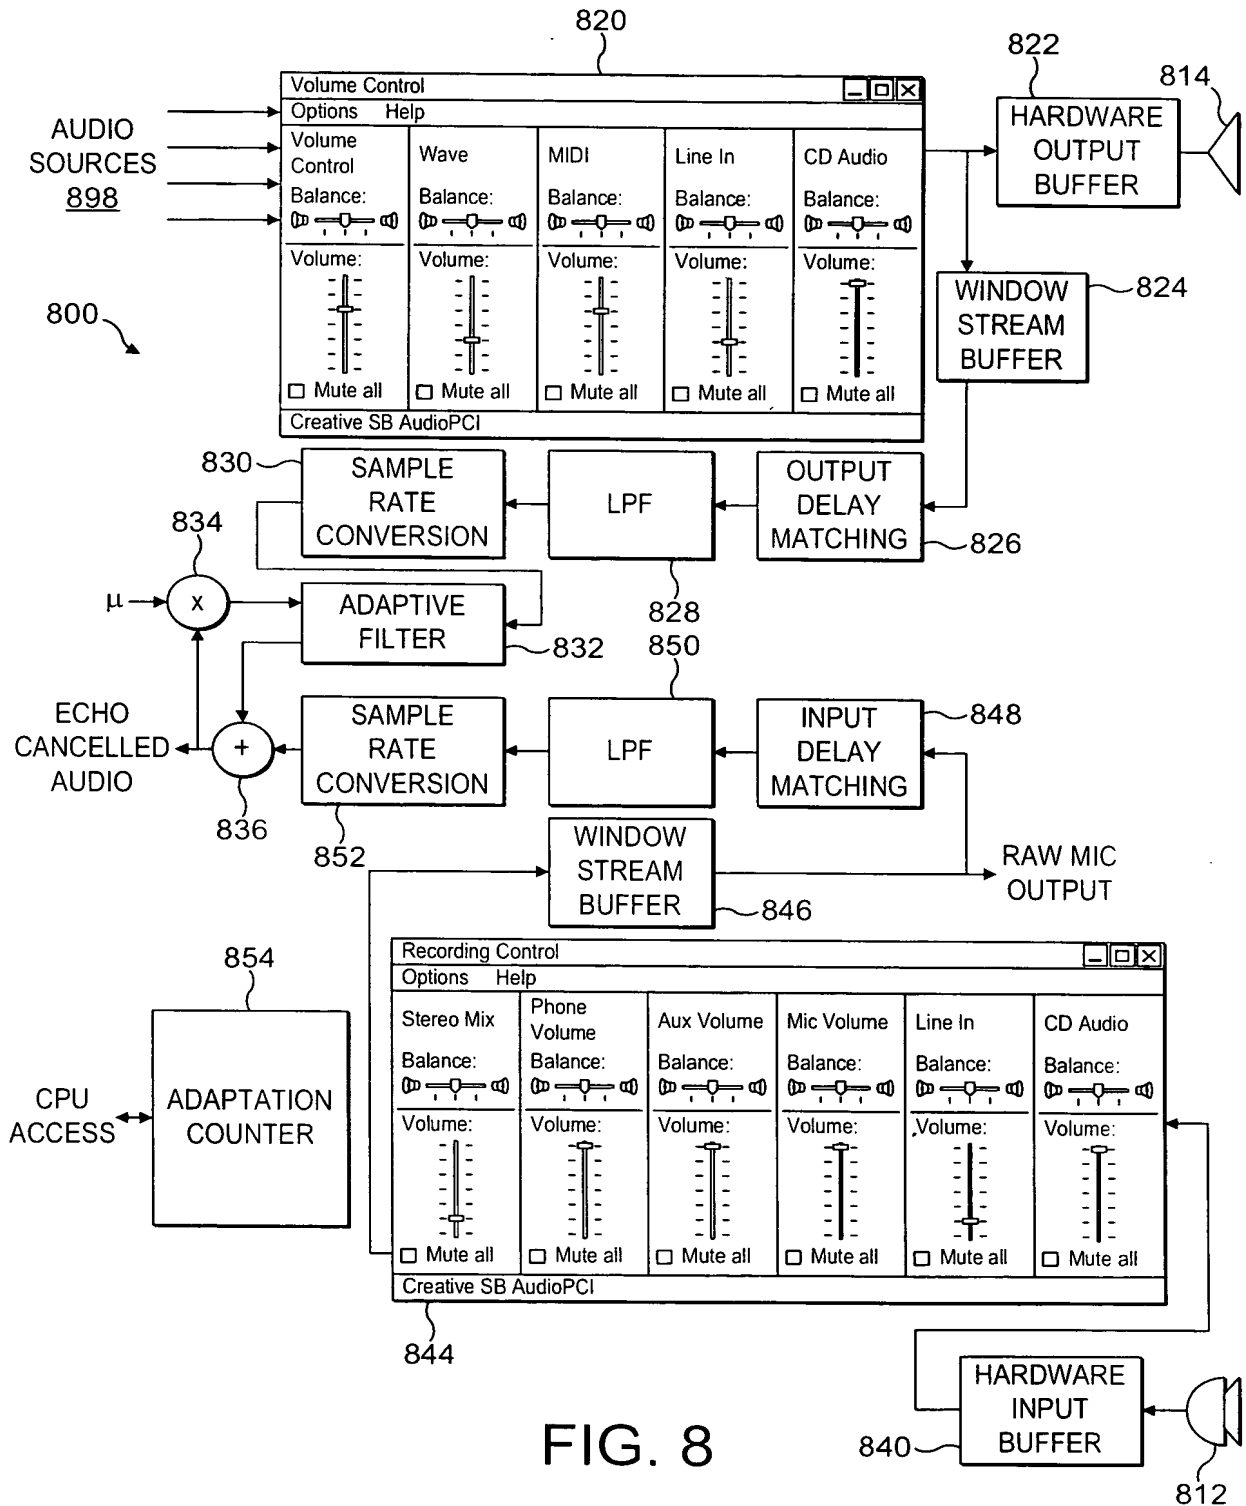 820
822
814
Volume Control
Options Help
AUDIO
SOURCES
898
Volume
Control
Wave
MIDI
Line In
CD Audio
Balance:
Balance:
Balance:
Balance:
Balance:
Volume:
Volume:
Volume:
Volume:
Volume:
Mute all
Mute all
Mute all
Mute all
Mute all
Creative SB AudioPCI
HARDWARE
OUTPUT
BUFFER
WINDOW
STREAM
BUFFER
824
800
830
SAMPLE
RATE
CONVERSION
LPF
OUTPUT
DELAY
MATCHING
826
834
828
μ
x
ADAPTIVE
FILTER
832
850
ECHO
CANCELLED
AUDIO
+
836
SAMPLE
RATE
CONVERSION
852
LPF
INPUT
DELAY
MATCHING
848
WINDOW
STREAM
BUFFER
846
RAW MIC
OUTPUT
854
ADAPTATION
COUNTER
CPU
ACCESS
Recording Control
Options Help
Stereo Mix
Phone
Volume
Aux Volume
Mic Volume
Line In
CD Audio
Balance:
Balance:
Balance:
Balance:
Balance:
Balance:
Volume:
Volume:
Volume:
Volume:
Volume:
Volume:
Mute all
Mute all
Mute all
Mute all
Mute all
Mute all
Creative SB AudioPCI
844
HARDWARE
INPUT
BUFFER
840
812
FIG. 8